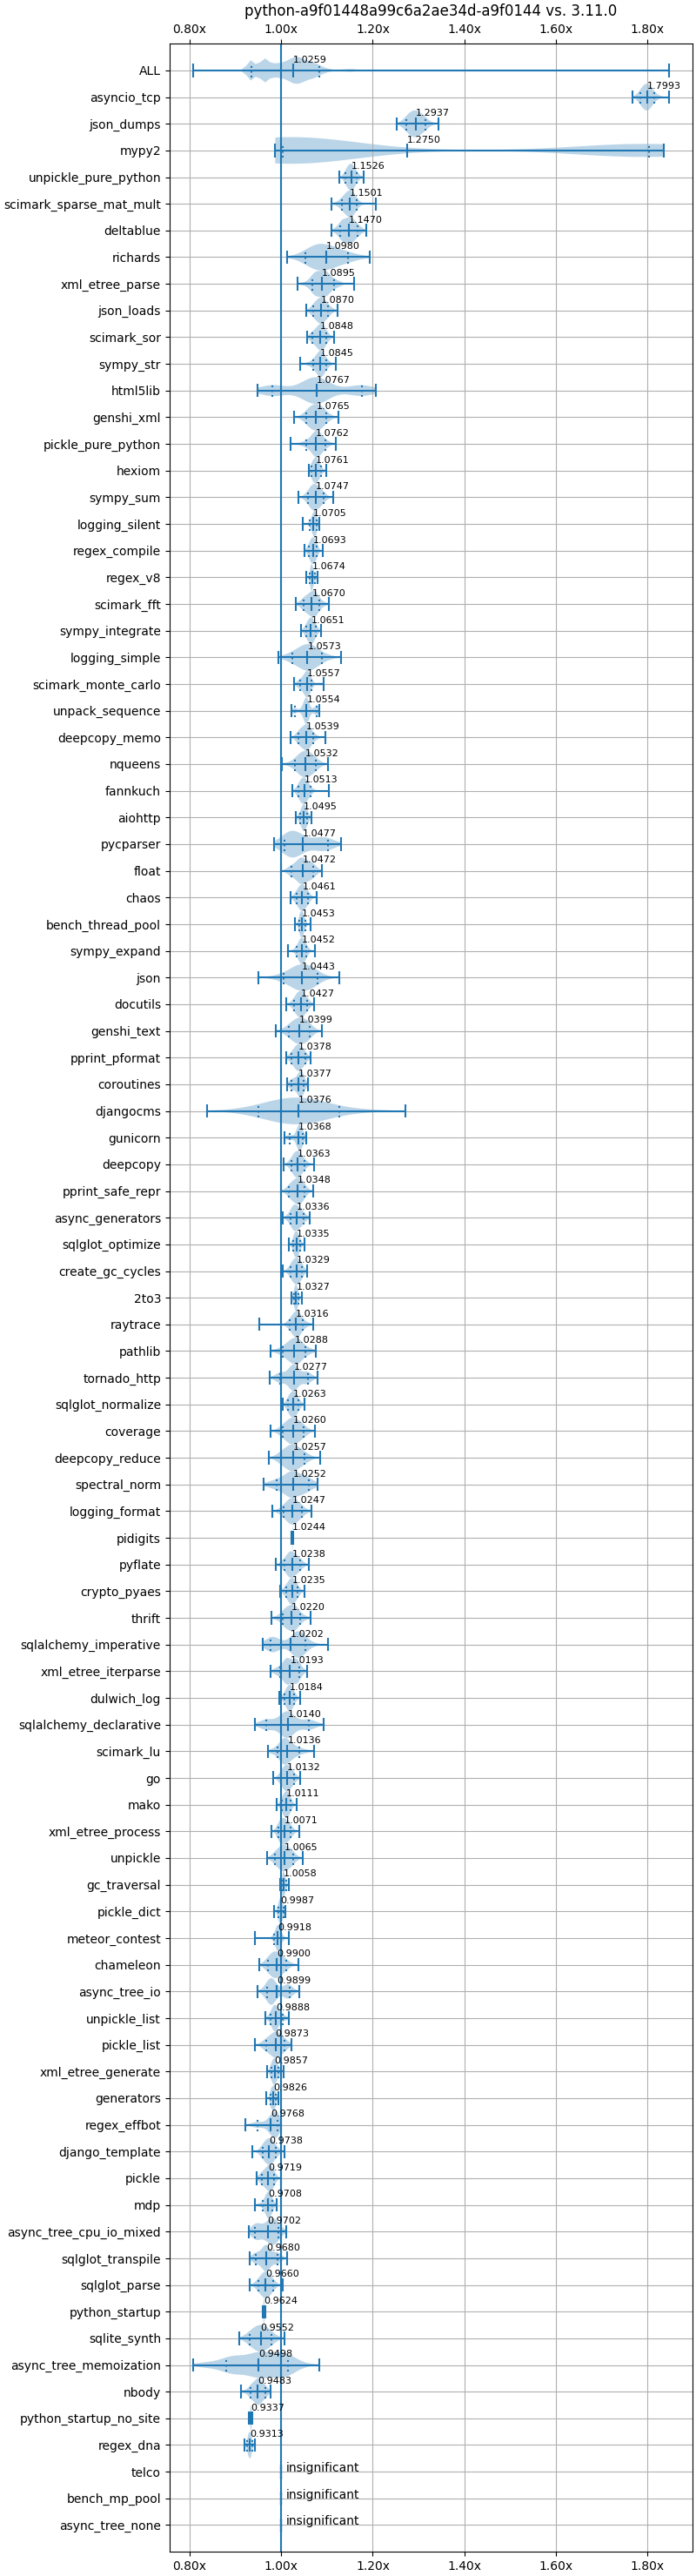 python-a9f01448a99c6a2ae34d-a9f0144 vs. 3.11.0
0.80x 1.00x 1.20x 1.40x 1.60x 1.80x
ALL 1.0259
asyncio_tcp 1.7993
json_dumps 1.2937
mypy2 1.2750
unpickle_pure_python 1.1526
scimark_sparse_mat_mult 1.1501
deltablue 1.1470
richards 1.0980
xml_etree_parse 1.0895
json_loads 1.0870
scimark_sor 1.0848
sympy_str 1.0845
html5lib 1.0767
genshi_xml 1.0765
pickle_pure_python 1.0762
hexiom 1.0761
sympy_sum 1.0747
logging_silent 1.0705
regex_compile 1.0693
regex_v8 1.0674
scimark_fft 1.0670
sympy_integrate 1.0651
logging_simple 1.0573
scimark_monte_carlo 1.0557
unpack_sequence 1.0554
deepcopy_memo 1.0539
nqueens 1.0532
fannkuch 1.0513
aiohttp 1.0495
pycparser 1.0477
float 1.0472
chaos 1.0461
bench_thread_pool 1.0453
sympy_expand 1.0452
json 1.0443
docutils 1.0427
genshi_text 1.0399
pprint_pformat 1.0378
coroutines 1.0377
djangocms 1.0376
gunicorn 1.0368
deepcopy 1.0363
pprint_safe_repr 1.0348
async_generators 1.0336
sqlglot_optimize 1.0335
create_gc_cycles 1.0329
2to3 1.0327
raytrace 1.0316
pathlib 1.0288
tornado_http 1.0277
sqlglot_normalize 1.0263
coverage 1.0260
deepcopy_reduce 1.0257
spectral_norm 1.0252
logging_format 1.0247
pidigits 1.0244
pyflate 1.0238
crypto_pyaes 1.0235
thrift 1.0220
sqlalchemy_imperative 1.0202
xml_etree_iterparse 1.0193
dulwich_log 1.0184
sqlalchemy_declarative 1.0140
scimark_lu 1.0136
go 1.0132
mako 1.0111
xml_etree_process 1.0071
unpickle 1.0065
gc_traversal 1.0058
pickle_dict 0.9987
meteor_contest 0.9918
chameleon 0.9900
async_tree_io 0.9899
unpickle_list 0.9888
pickle_list 0.9873
xml_etree_generate 0.9857
generators 0.9826
regex_effbot 0.9768
django_template 0.9738
pickle 0.9719
mdp 0.9708
async_tree_cpu_io_mixed 0.9702
sqlglot_transpile 0.9680
sqlglot_parse 0.9660
python_startup 0.9624
sqlite_synth 0.9552
async_tree_memoization 0.9498
nbody 0.9483
python_startup_no_site 0.9337
regex_dna 0.9313
telco insignificant
bench_mp_pool insignificant
async_tree_none insignificant
0.80x 1.00x 1.20x 1.40x 1.60x 1.80x